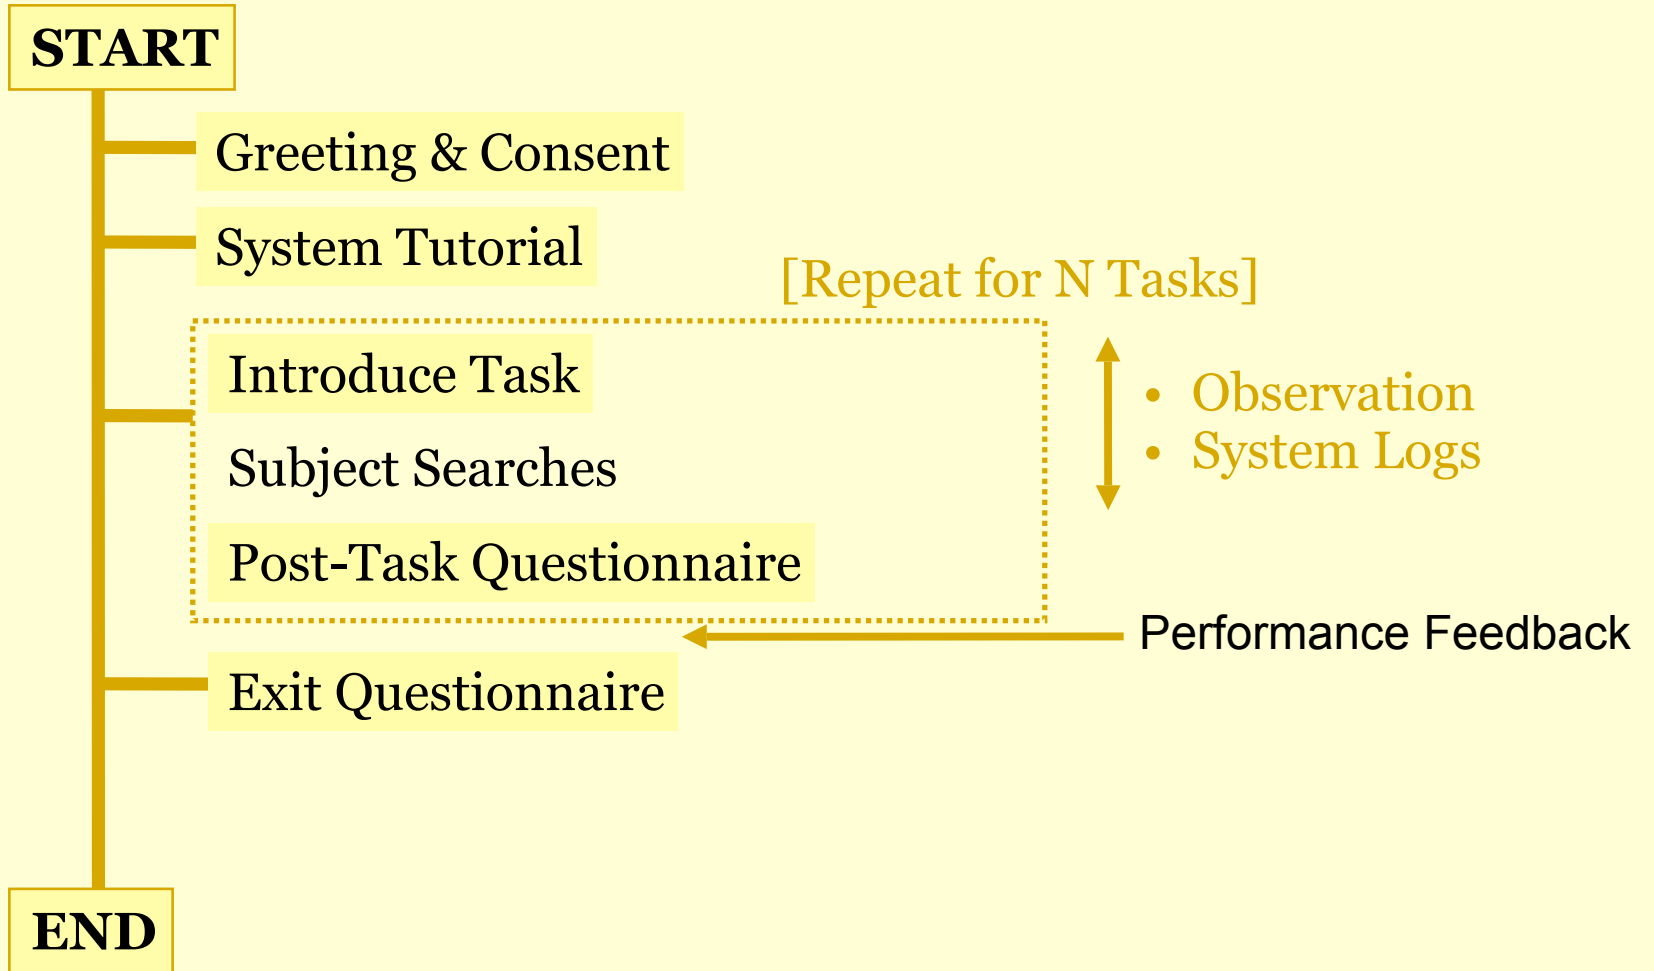 START
Greeting & Consent
System Tutorial
[Repeat for N Tasks]
Introduce Task
• Observation
• System Logs
Subject Searches
Post-Task Questionnaire
Performance Feedback
Exit Questionnaire
END